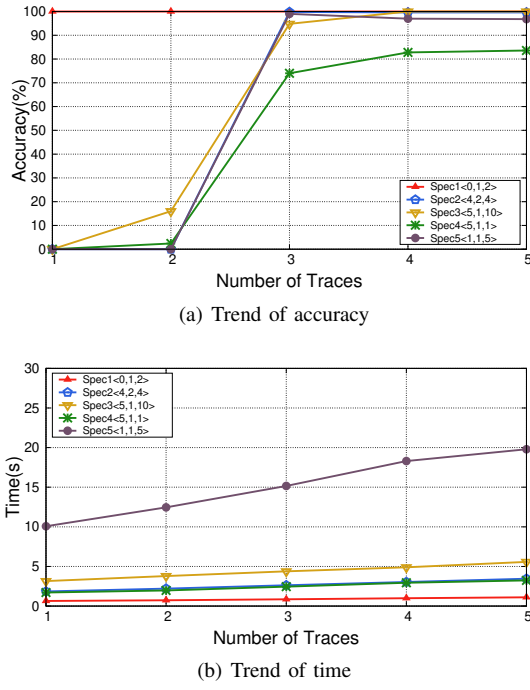 100
90
80
70
60
50
40
30
20
10
0
Accuracy(%)
Spec1<0,1,2>
Spec2<4,2,4>
Spec3<5,1,10>
Spec4<5,1,1>
Spec5<1,1,5>
1 2 3 4 5
Number of Traces
(a) Trend of accuracy
30
25
20
15
10
5
0
Time(s)
Spec1<0,1,2>
Spec2<4,2,4>
Spec3<5,1,10>
Spec4<5,1,1>
Spec5<1,1,5>
1 2 3 4 5
Number of Traces
(b) Trend of time